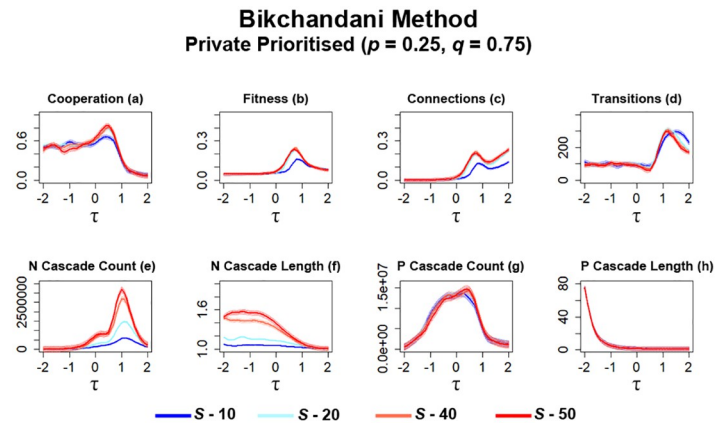 Bikchandani Method
Private Prioritised (p = 0.25, q = 0.75)
Cooperation (a) Fitness (b) Connections (c) Transitions (d)
0.6
0.0
-2 -1 0 1 2
τ
0.3
0.0
-2 -1 0 1 2
τ
0.3
0.0
-2 -1 0 1 2
τ
200
0
-2 -1 0 1 2
τ
N Cascade Count (e) N Cascade Length (f) P Cascade Count (g) P Cascade Length (h)
2500000
0
-2 -1 0 1 2
τ
1.6
1.0
-2 -1 0 1 2
τ
1.5e+07
0.0e+00
-2 -1 0 1 2
τ
80
40
0
-2 -1 0 1 2
τ
S - 10 S - 20 S - 40 S - 50